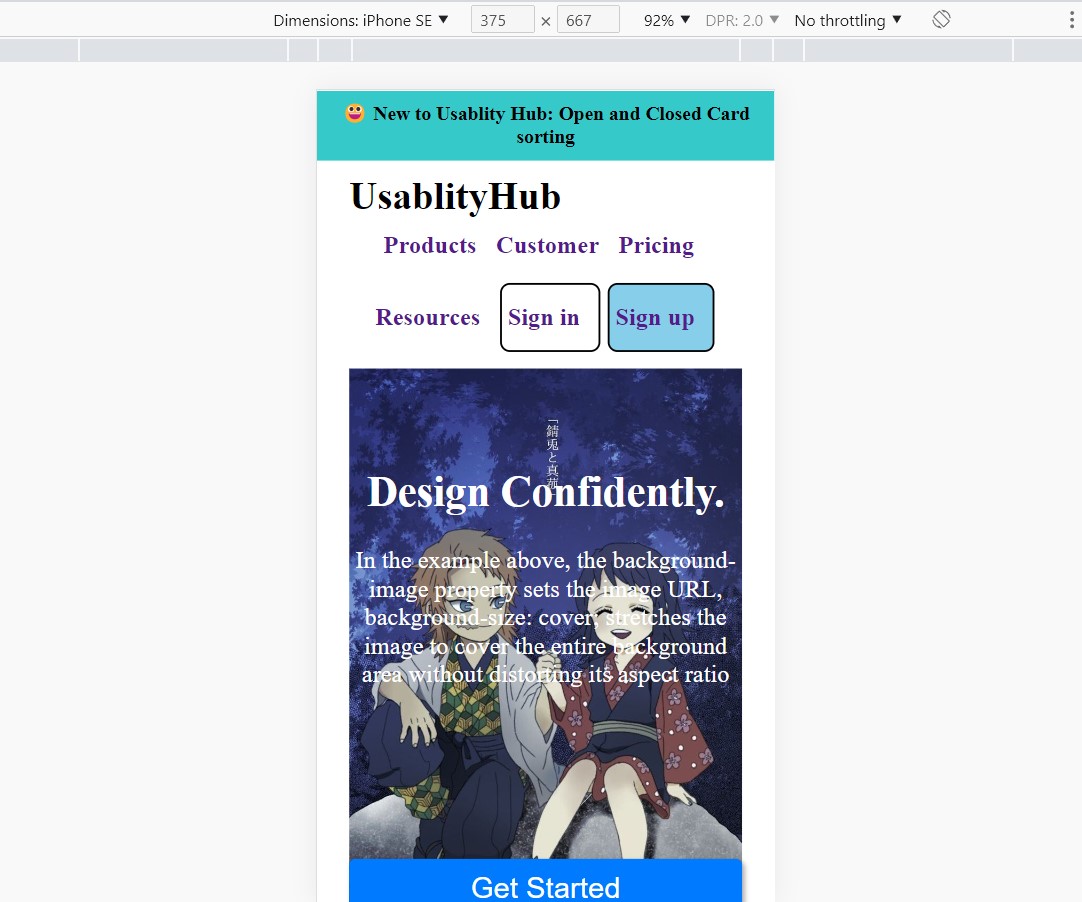 Dimensions: iPhone SE ▼ 375 × 667 92% ▼ DPR: 2.0 ▼ No throttling ▼
New to Usablity Hub: Open and Closed Card
sorting
UsablityHub
Products Customer Pricing
Resources Sign in Sign up
「錆兎と真菰
Design Confidently.
In the example above, the background-
image property sets the image URL,
background-size: cover; stretches the
image to cover the entire background
area without distorting its aspect ratio
Get Started